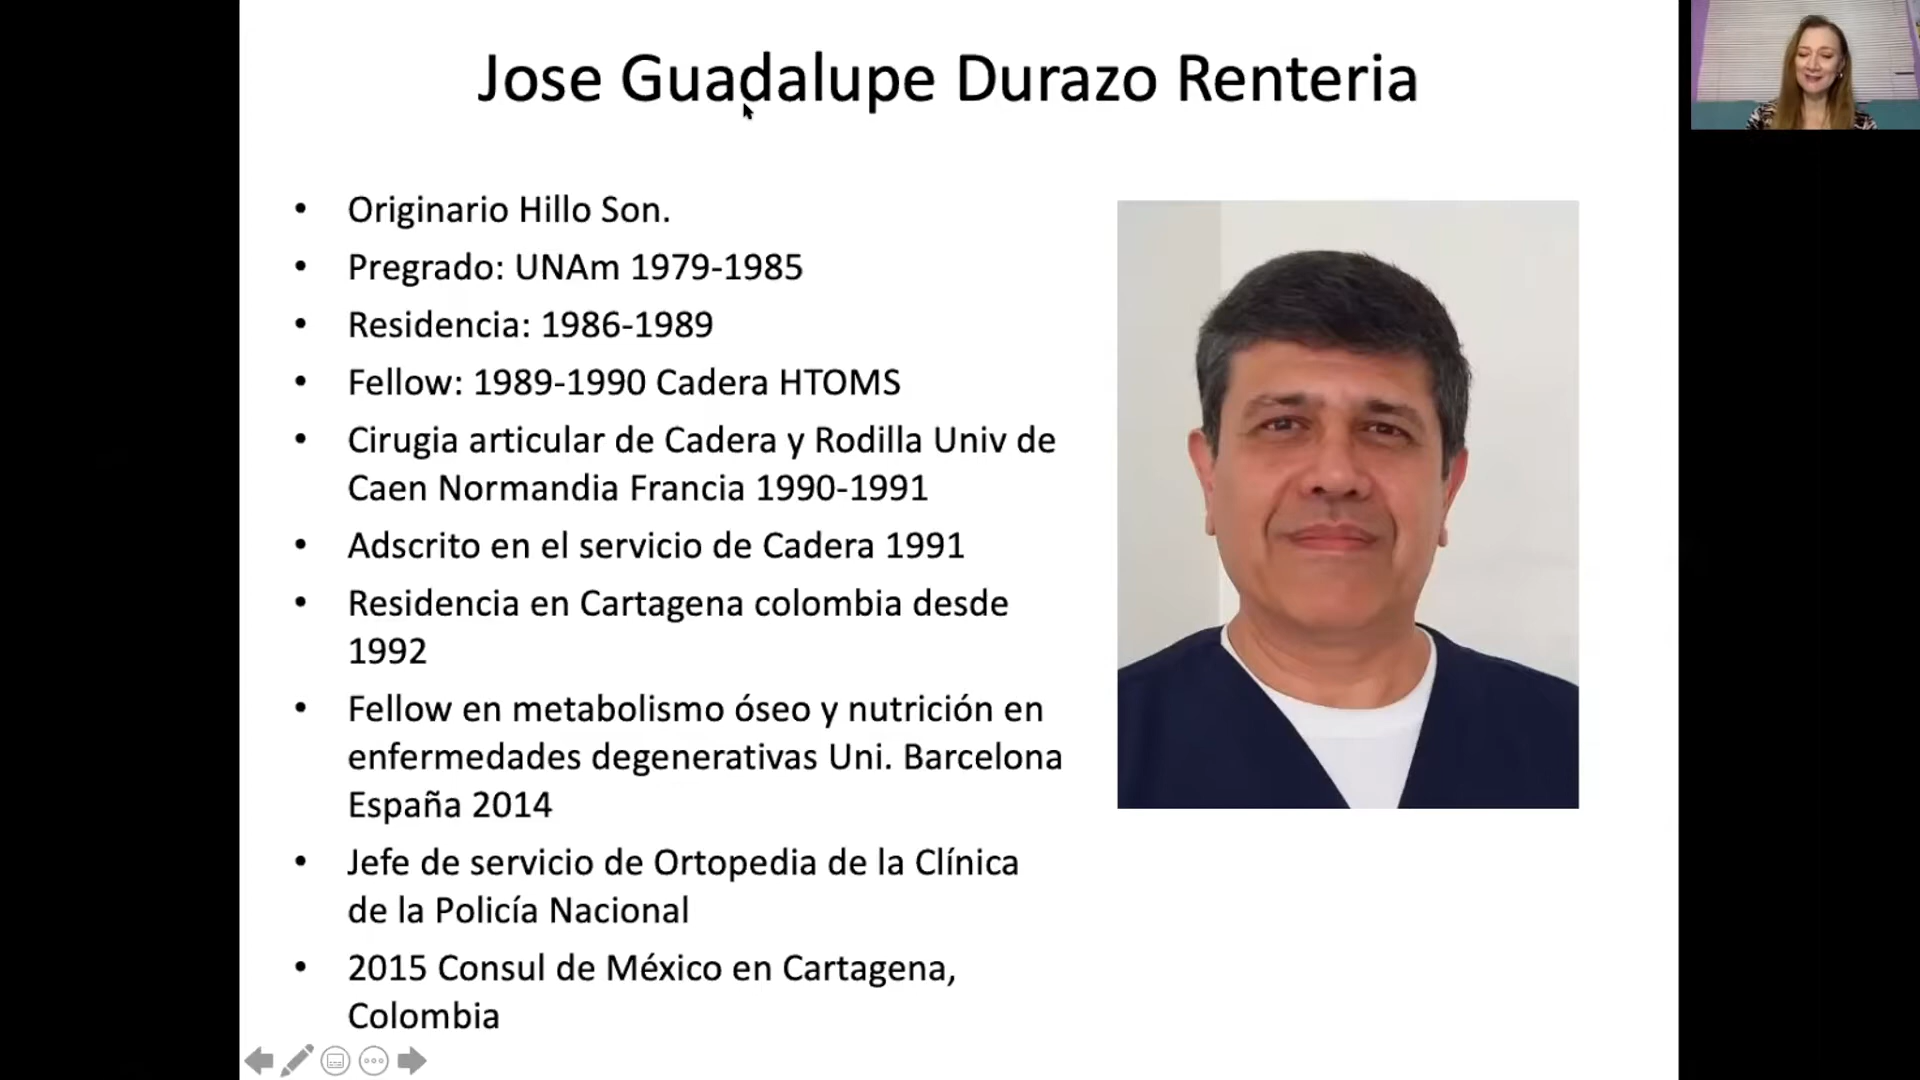 Jose Guadalupe Durazo Renteria
• Originario Hillo Son.
• Pregrado: UNAm 1979-1985
• Residencia: 1986-1989
• Fellow: 1989-1990 Cadera HTOMS
• Cirugia articular de Cadera y Rodilla Univ de
Caen Normandia Francia 1990-1991
• Adscrito en el servicio de Cadera 1991
• Residencia en Cartagena colombia desde
1992
• Fellow en metabolismo óseo y nutrición en
enfermedades degenerativas Uni. Barcelona
España 2014
• Jefe de servicio de Ortopedia de la Clínica
de la Policía Nacional
• 2015 Consul de México en Cartagena,
Colombia